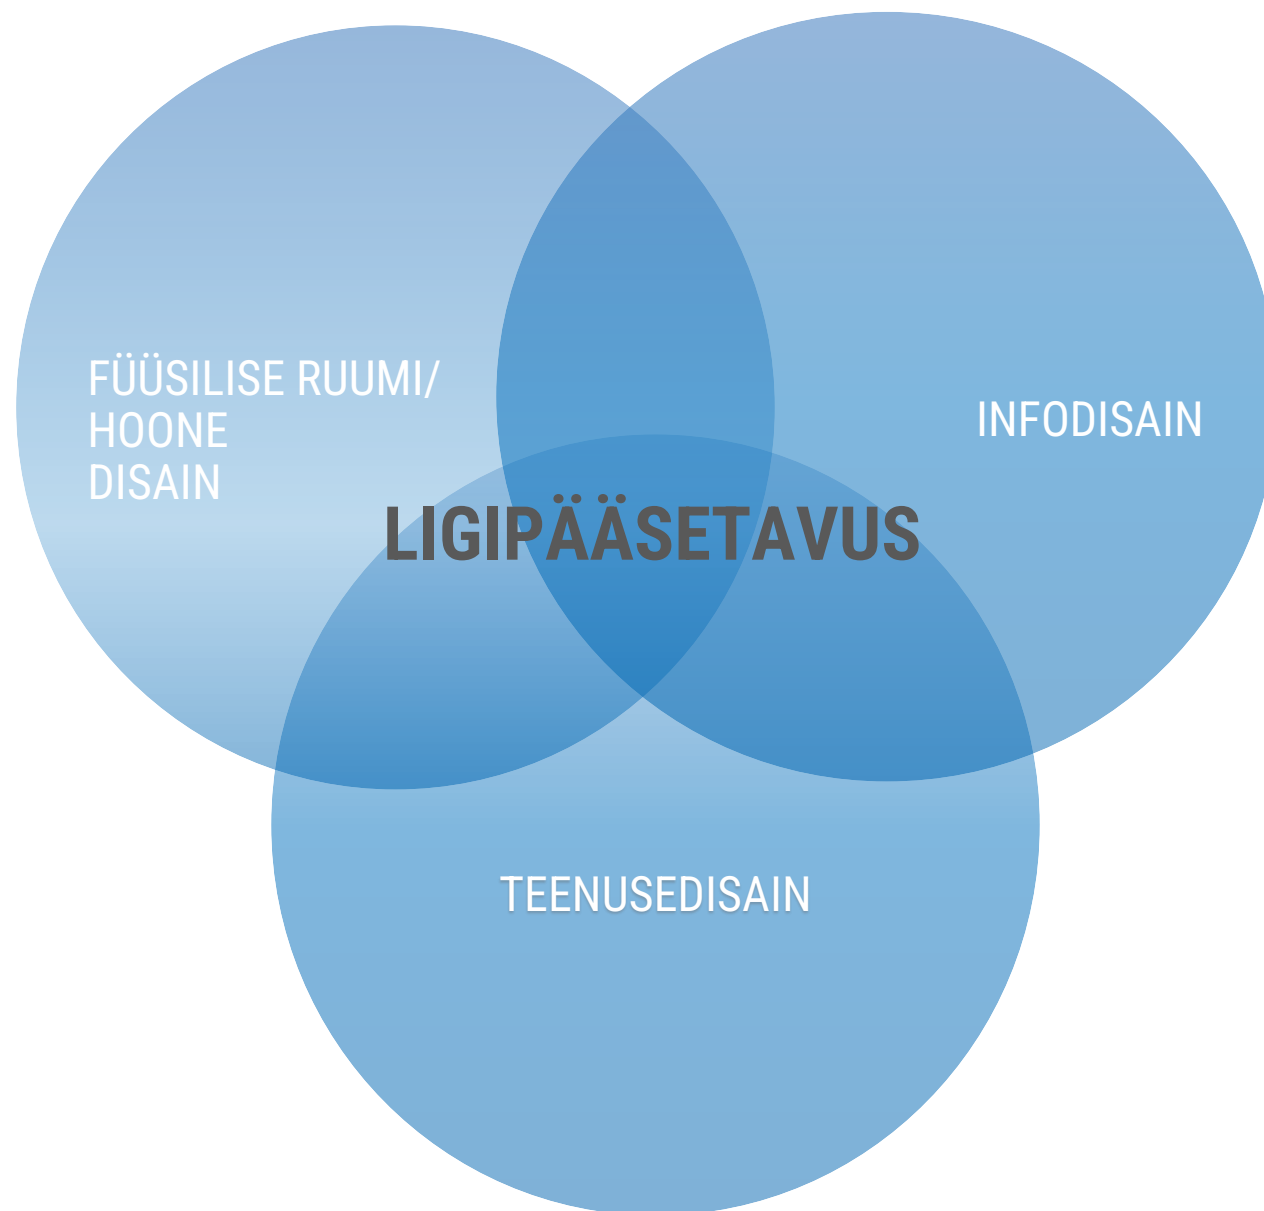 FÜÜSILISE RUUMI/
HOONE
DISAIN
INFODISAIN
LIGIPÄÄSETAVUS
TEENUSEDISAIN